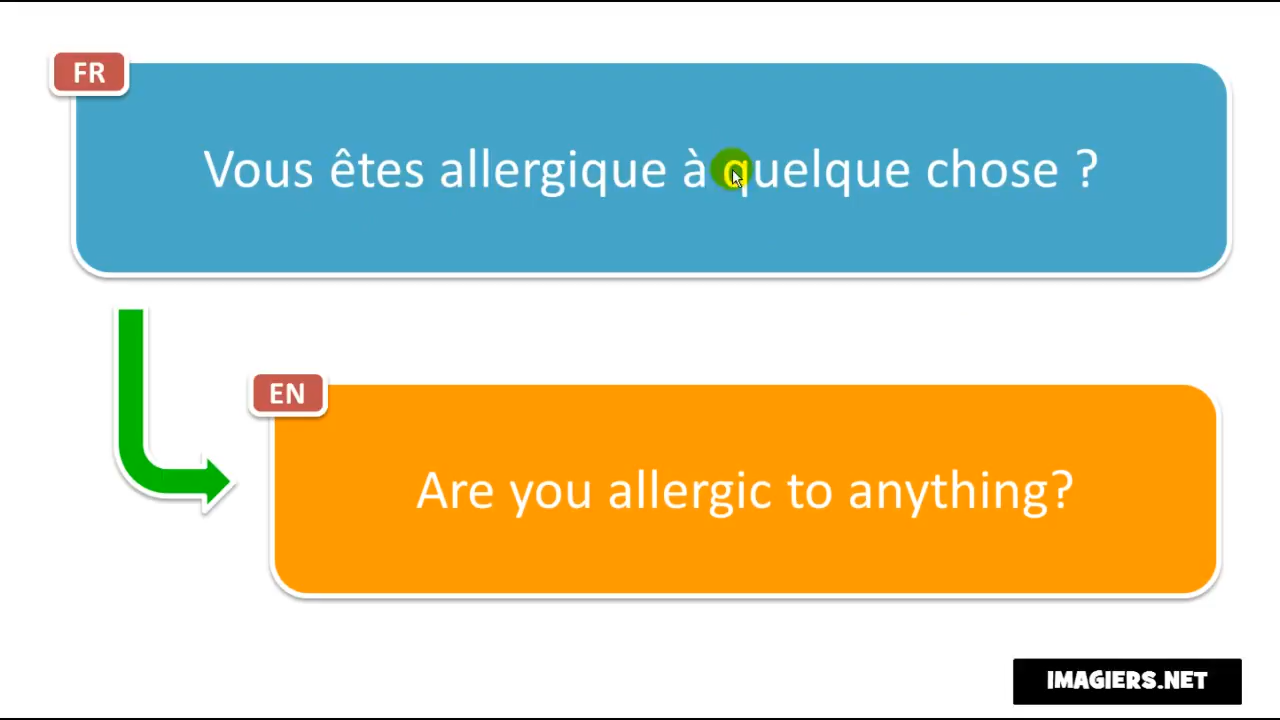 FR
Vous êtes allergique à quelque chose ?
EN
Are you allergic to anything?
IMAGIERS.NET